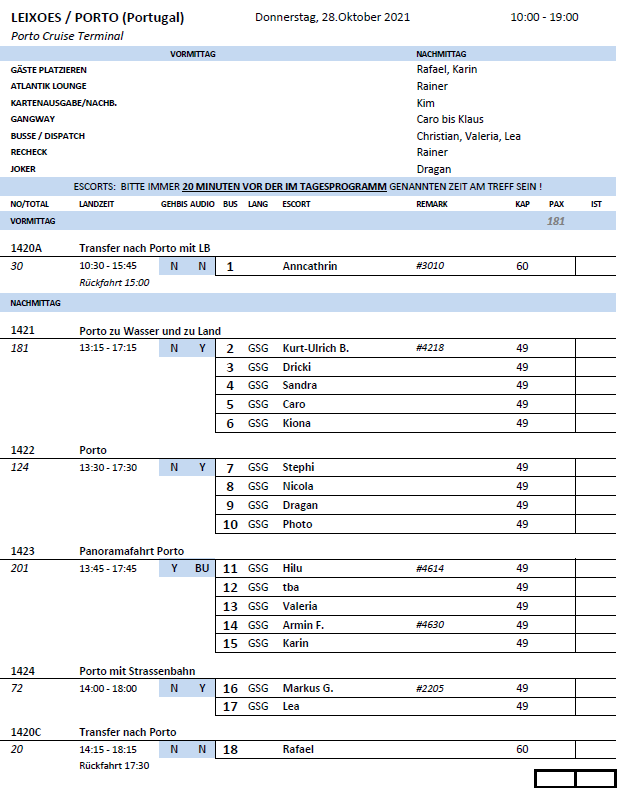 LEIXOES / PORTO (Portugal) Donnerstag, 28.Oktober 2021 10:00 - 19:00
Porto Cruise Terminal
VORMITTAG NACHMITTAG
GÄSTE PLATZIEREN Rafael, Karin
ATLANTIK LOUNGE Rainer
KARTENAUSGABE/NACHB. Kim
GANGWAY Caro bis Klaus
BUSSE / DISPATCH Christian, Valeria, Lea
RECHECK Rainer
JOKER Dragan
ESCORTS: BITTE IMMER 20 MINUTEN VOR DER IM TAGESPROGRAMM GENANNTEN ZEIT AM TREFF SEIN !
NO/TOTAL LANDZEIT GEHBIS AUDIO BUS LANG ESCORT REMARK KAP PAX IST
VORMITTAG 181
1420A Transfer nach Porto mit LB
30 10:30 - 15:45 N N 1 Anncathrin #3010 60
Rückfahrt 15:00
NACHMITTAG
1421 Porto zu Wasser und zu Land
181 13:15 - 17:15 N Y 2 GSG Kurt-Ulrich B. #4218 49
3 GSG Dricki 49
4 GSG Sandra 49
5 GSG Caro 49
6 GSG Kiona 49
1422 Porto
124 13:30 - 17:30 N Y 7 GSG Stephi 49
8 GSG Nicola 49
9 GSG Dragan 49
10 GSG Photo 49
1423 Panoramafahrt Porto
201 13:45 - 17:45 Y BU 11 GSG Hilu #4614 49
12 GSG tba 49
13 GSG Valeria 49
14 GSG Armin F. #4630 49
15 GSG Karin 49
1424 Porto mit Strassenbahn
72 14:00 - 18:00 N Y 16 GSG Markus G. #2205 49
17 GSG Lea 49
1420C Transfer nach Porto
20 14:15 - 18:15 N N 18 Rafael 60
Rückfahrt 17:30